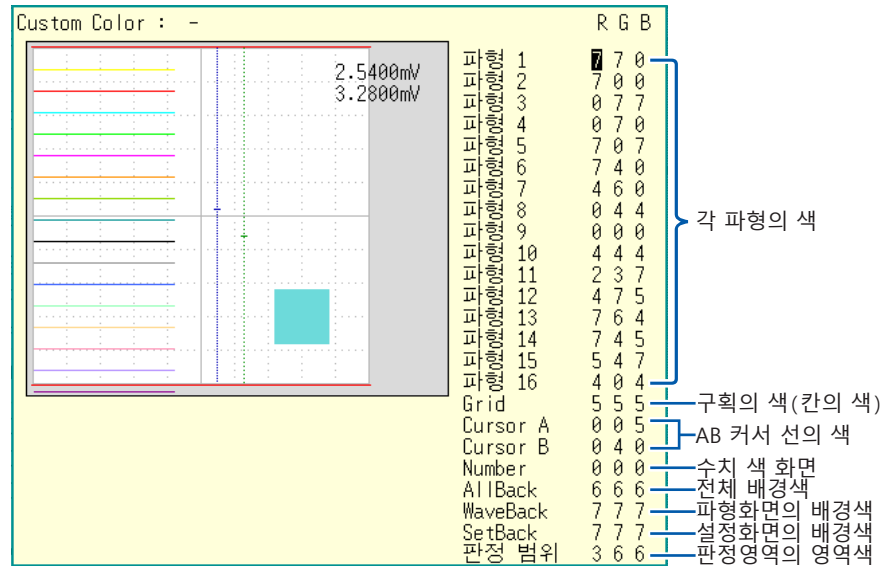 Custom Color : -
R G B
2.5400mV
3.2800mV
파형 1 7 7 0
파형 2 7 0 0
파형 3 0 7 7
파형 4 0 7 0
파형 5 7 0 7
파형 6 7 4 0
파형 7 4 6 0
파형 8 0 4 4
파형 9 0 0 0
파형 10 4 4 4
파형 11 2 3 7
파형 12 4 7 5
파형 13 7 6 4
파형 14 7 4 5
파형 15 5 4 7
파형 16 4 0 4
각 파형의 색
Grid 5 5 5 구획의 색(칸의 색)
Cursor A 0 0 5
Cursor B 0 4 0
AB 커서 선의 색
Number 0 0 0 수치 색 화면
AllBack 6 6 6 전체 배경색
WaveBack 7 7 7 파형화면의 배경색
SetBack 7 7 7 설정화면의 배경색
판정 범위 3 6 6 판정영역의 영역색